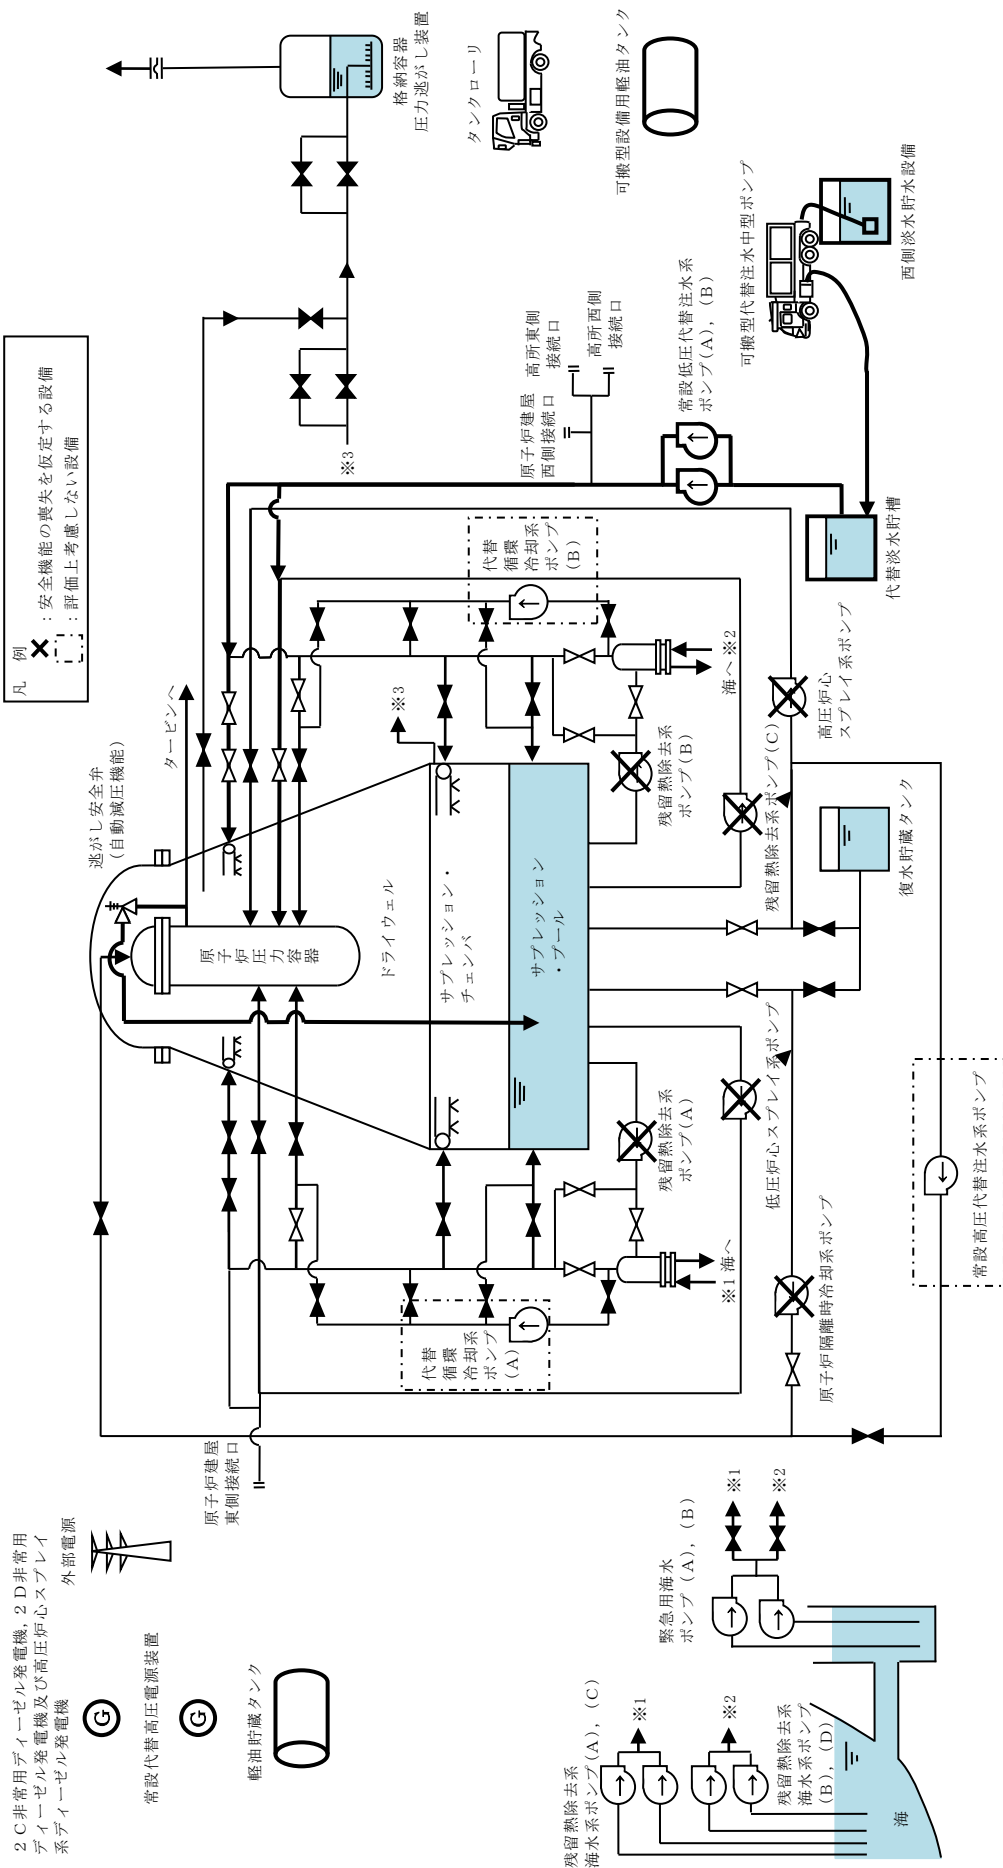 2C非常用ディーゼル発電機,2D非常用
ディーゼル発電機及び高圧炉心スプレイ
系ディーゼル発電機
外部電源
G
常設代替高圧電源装置
G
軽油貯蔵タンク
残留熱除去系
海水系ポンプ(A),(C)
※1
※2
残留熱除去系
海水系ポンプ
(B),(D)
海
緊急用海水
ポンプ(A),(B)
※1
※2
原子炉建屋
東側接続口
代替
循環
冷却系
ポンプ
(A)
※1
海へ
残留熱除去系
ポンプ(A)
低圧炉心スプレイ系ポンプ
原子炉隔離時冷却系ポンプ
常設高圧代替注水系ポンプ
逃がし安全弁
(自動減圧機能)
タービンへ
原子炉圧力容器
ドライウェル
サプレッション・
チェンバ
サプレッション
・プール
※3
残留熱除去系
ポンプ(B)
残留熱除去系ポンプ(C)
復水貯蔵タンク
高圧炉心
スプレイ系ポンプ
海へ
※2
代替
循環
冷却系
ポンプ
(B)
凡 例
:安全機能の喪失を仮定する設備
:評価上考慮しない設備
※3
原子炉建屋
西側接続口
高所東側
接続口
高所西側
接続口
常設低圧代替注水系
ポンプ(A),(B)
代替淡水貯槽
可搬型代替注水中型ポンプ
西側淡水貯水設備
格納容器
圧力逃がし装置
タンクローリ
可搬型設備用軽油タンク